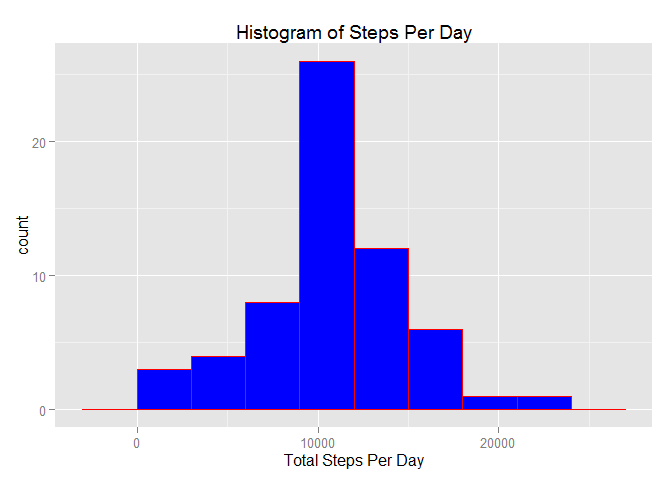 Histogram of Steps Per Day
count
20
10
0
0 10000 20000
Total Steps Per Day